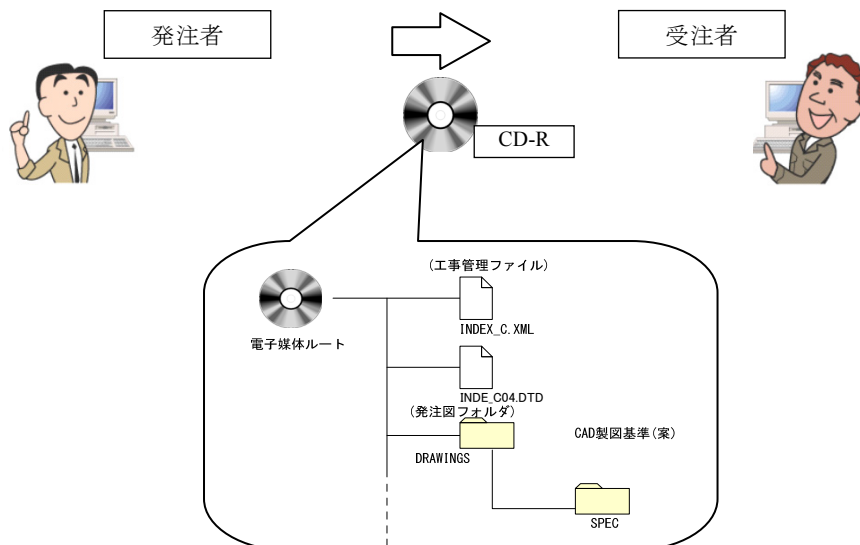 発注者
受注者
CD-R
(工事管理ファイル)
INDEX_C.XML
電子媒体ルート
INDE_C04.DTD
(発注図フォルダ)
CAD製図基準(案)
DRAWINGS
SPEC